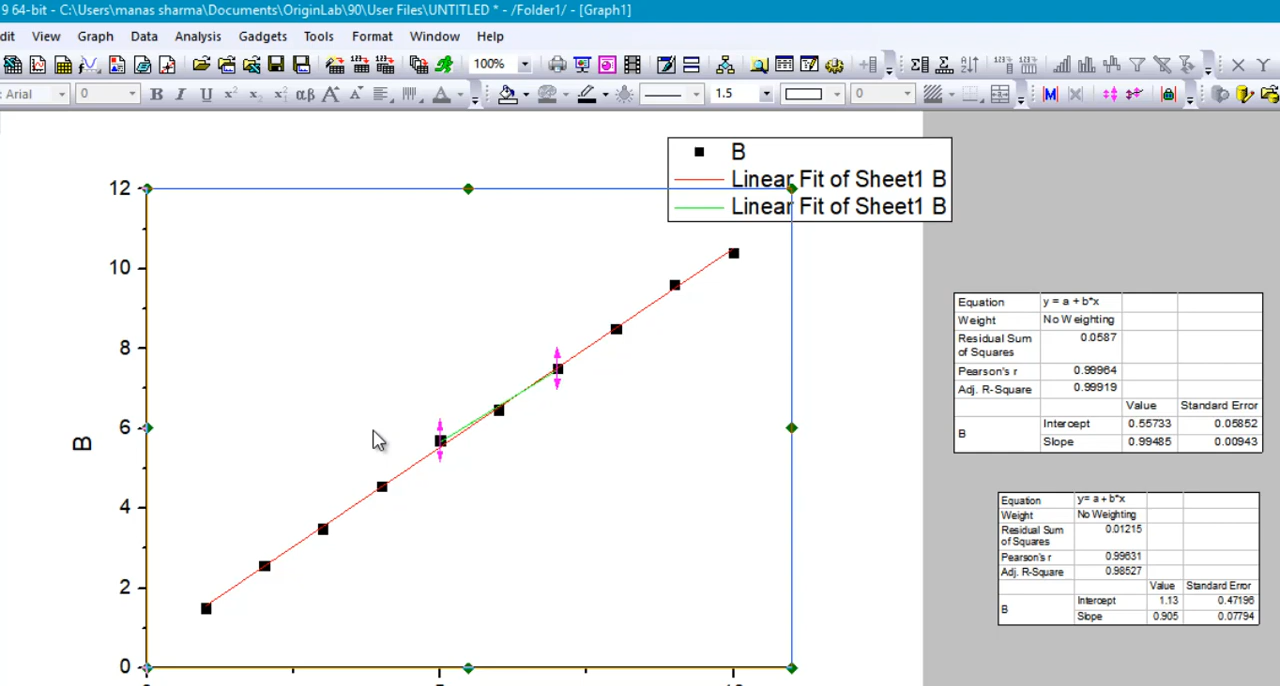 9 64-bit - C:\Users\manas sharma\Documents\OriginLab\90\User Files\UNTITLED * - /Folder1/ - [Graph1]
dit View Graph Data Analysis Gadgets Tools Format Window Help
100%
Arial 0 B I U x² x₂ αβ A A A 1.5 0
B
Linear Fit of Sheet1 B
Linear Fit of Sheet1 B
12
10
8
6
4
2
0
B
Equation y = a + b*x
Weight No Weighting
Residual Sum of Squares 0.0587
Pearson's r 0.99964
Adj. R-Square 0.99919
Value Standard Error
B Intercept 0.55733 0.05852
Slope 0.99485 0.00943
Equation y = a + b*x
Weight No Weighting
Residual Sum of Squares 0.01215
Pearson's r 0.99631
Adj. R-Square 0.98527
Value Standard Error
B Intercept 1.13 0.47196
Slope 0.905 0.07794